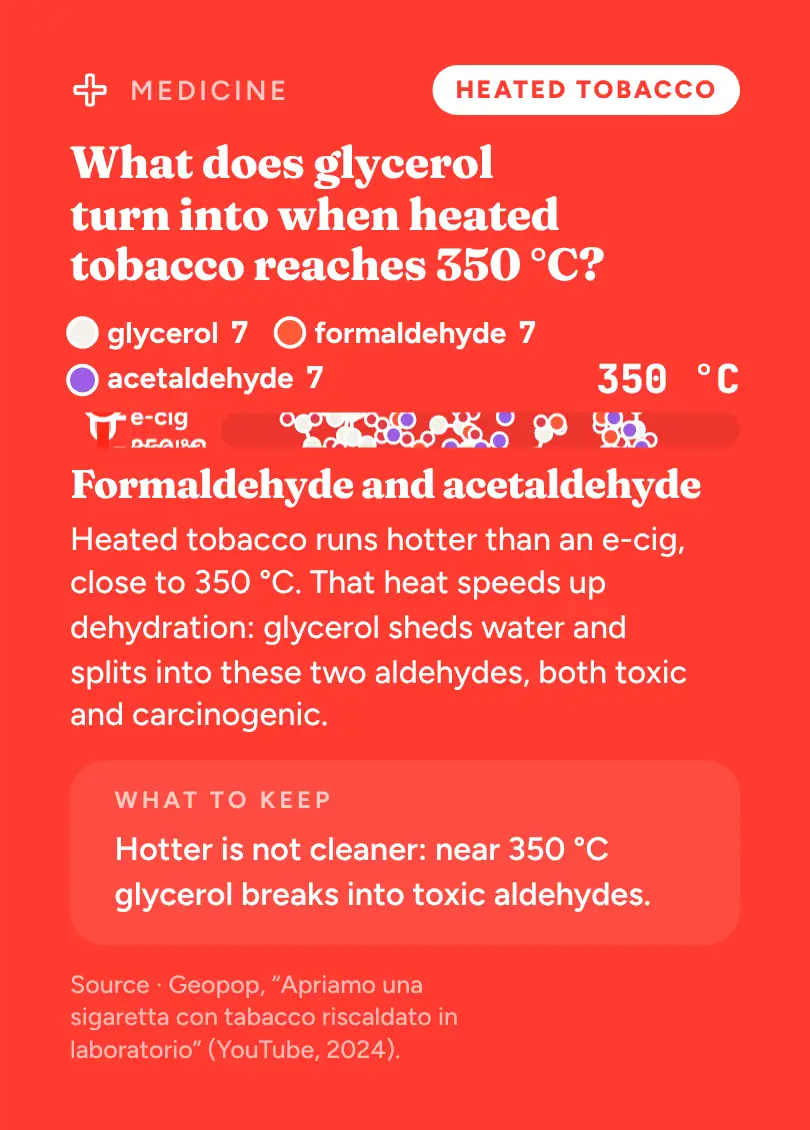 MEDICINE
HEATED TOBACCO
What does glycerol
turn into when heated
tobacco reaches 350 °C?
glycerol 7 formaldehyde 7
acetaldehyde 7
350 °C
e-cig
Formaldehyde and acetaldehyde
Heated tobacco runs hotter than an e-cig,
close to 350 °C. That heat speeds up
dehydration: glycerol sheds water and
splits into these two aldehydes, both toxic
and carcinogenic.
WHAT TO KEEP
Hotter is not cleaner: near 350 °C
glycerol breaks into toxic aldehydes.
Source · Geopop, “Apriamo una
sigaretta con tabacco riscaldato in
laboratorio” (YouTube, 2024).